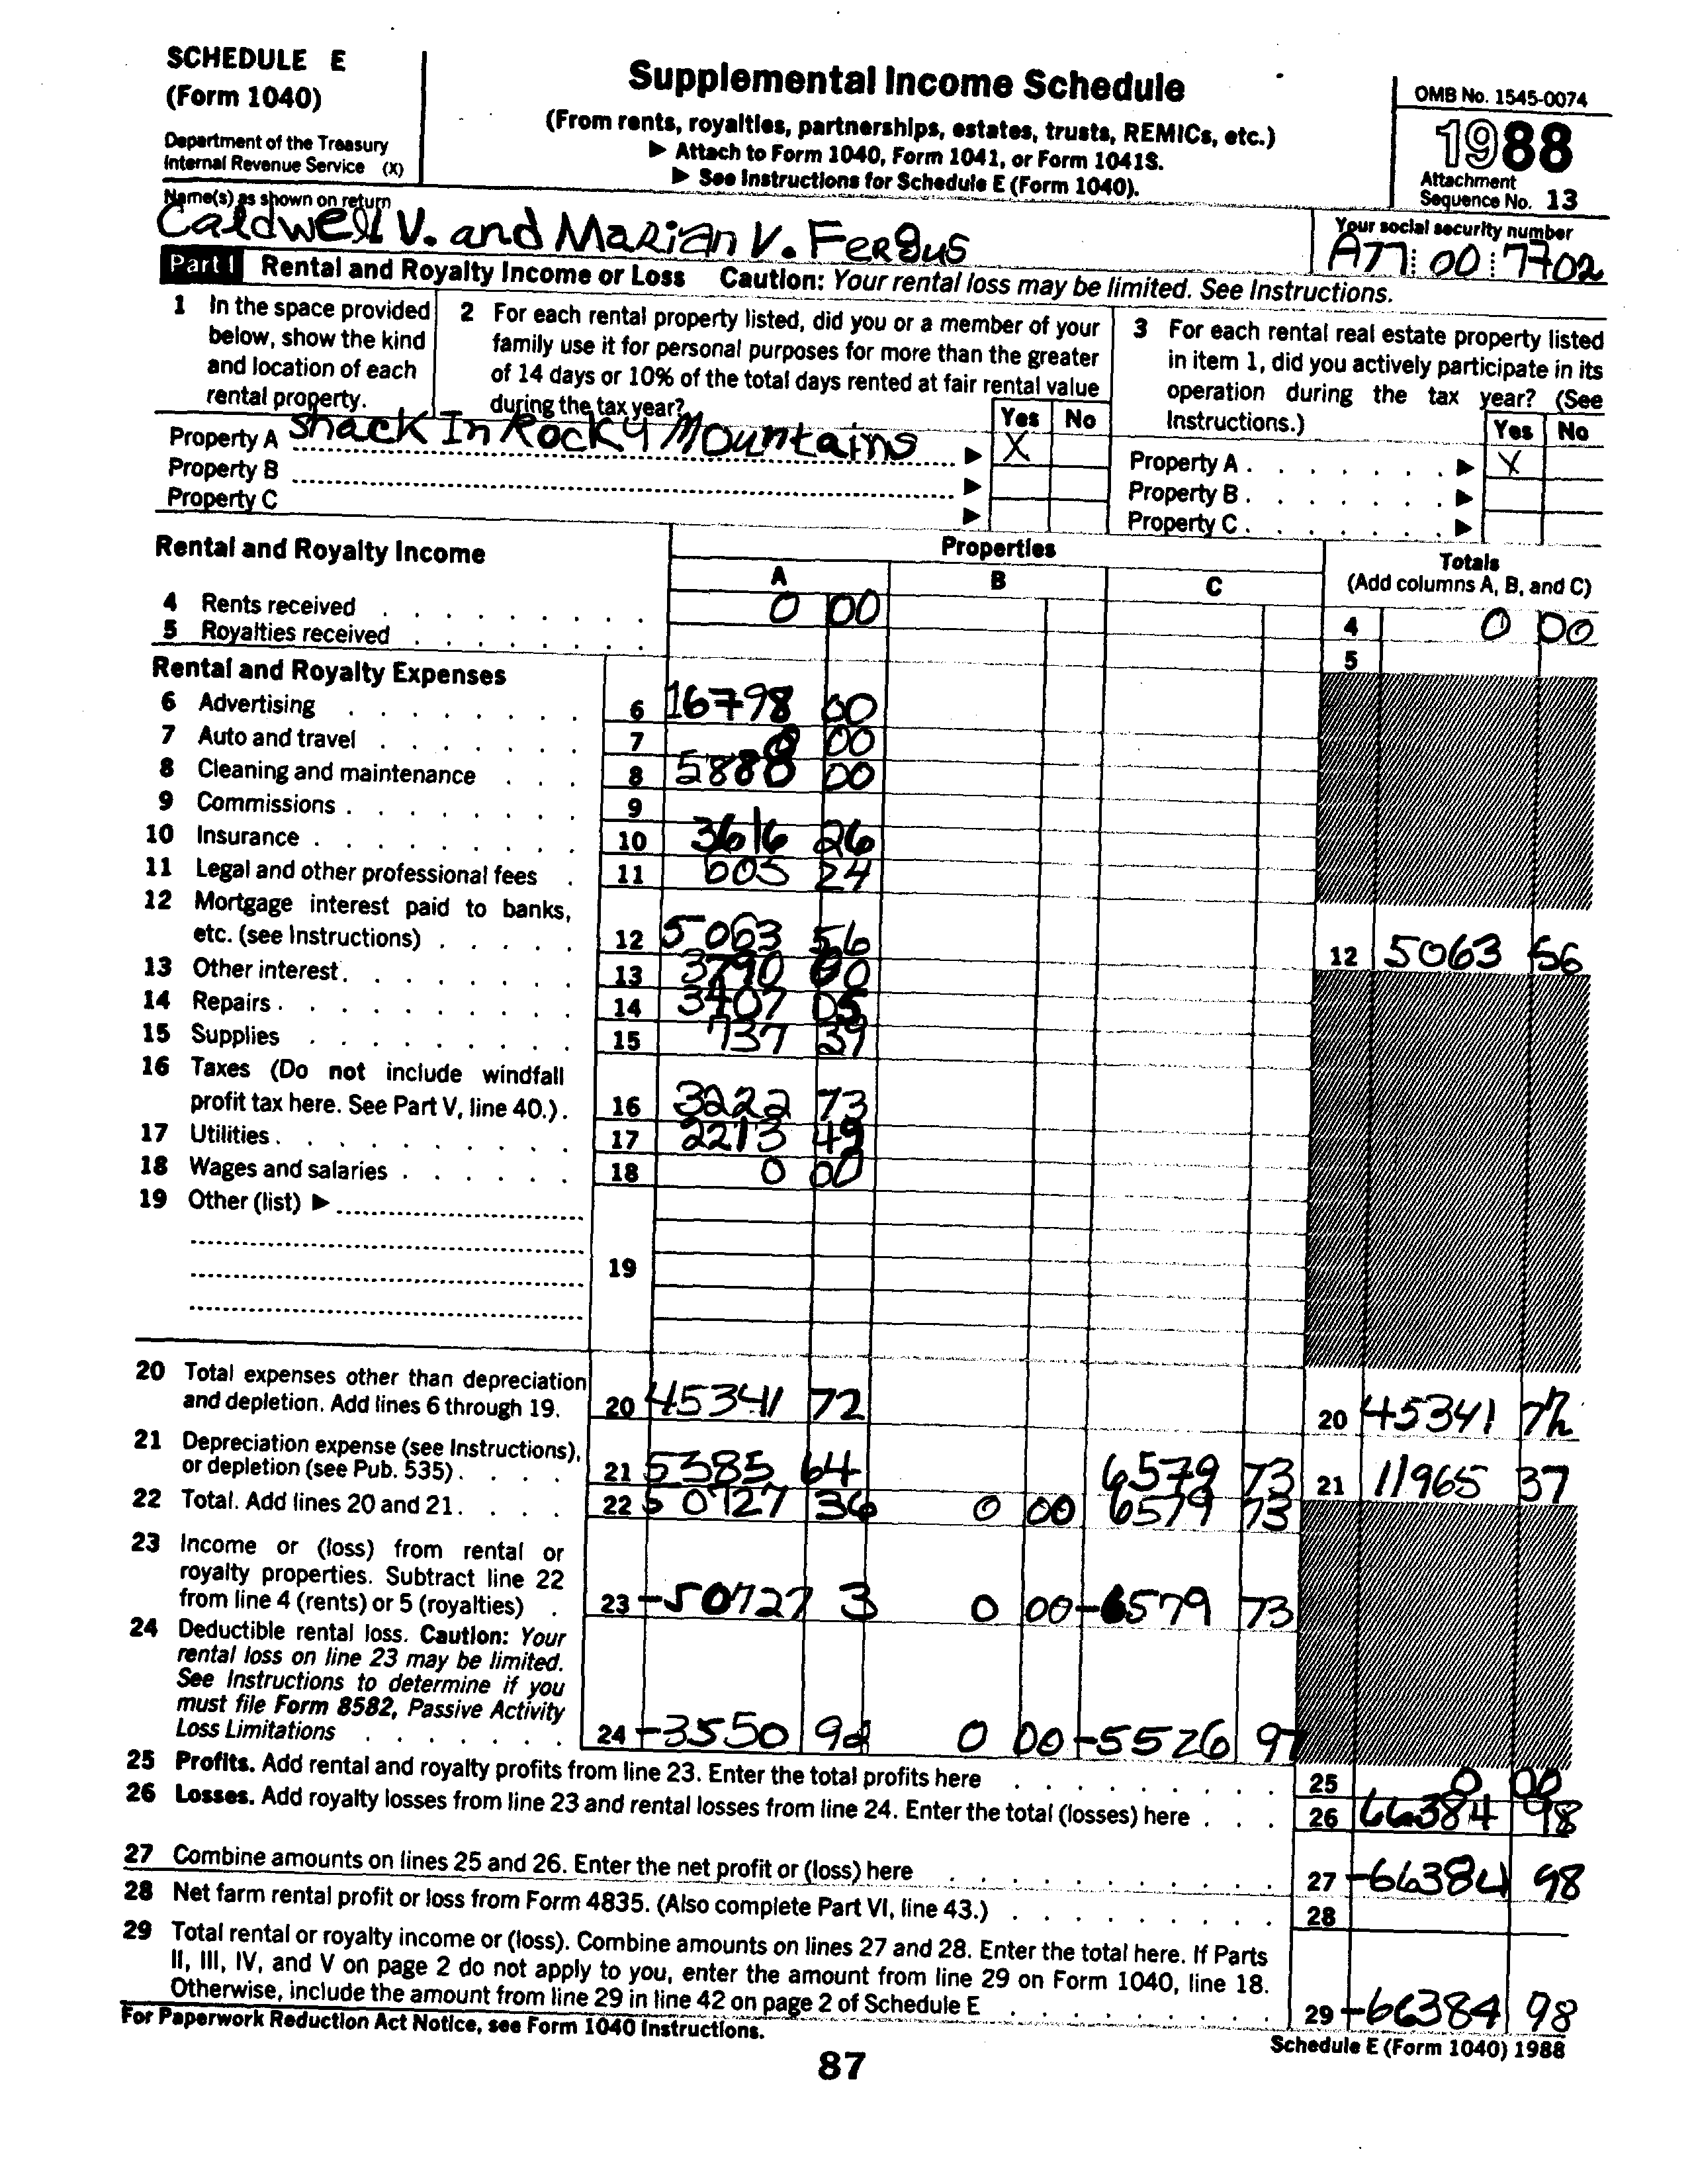 SCHEDULE E
(Form 1040)
Department of the Treasury
Internal Revenue Service (X)
Supplemental Income Schedule
(From rents, royalties, partnerships, estates, trusts, REMICs, etc.)
▶ Attach to Form 1040, Form 1041, or Form 1041S.
▶ See Instructions for Schedule E (Form 1040).
OMB No. 1545-0074
1988
Attachment
Sequence No. 13
Name(s) as shown on return
Caldwell V. and Marian V. Fergus
Your social security number
A77 00 7702
Part I Rental and Royalty Income or Loss Caution: Your rental loss may be limited. See Instructions.
1 In the space provided
below, show the kind
and location of each
rental property.
2 For each rental property listed, did you or a member of your
family use it for personal purposes for more than the greater
of 14 days or 10% of the total days rented at fair rental value
during the tax year?
Yes No
3 For each rental real estate property listed
in item 1, did you actively participate in its
operation during the tax year? (See
Instructions.)
Yes No
Property A Shack In Rocky Mountains ▶ X
Property B ▶
Property C ▶
Property A . . . . . . . ▶ X
Property B . . . . . . . ▶
Property C . . . . . . . ▶
Rental and Royalty Income
Properties
Totals
A B C (Add columns A, B, and C)
4 Rents received 0 00 4 0 00
5 Royalties received 5
Rental and Royalty Expenses
6 Advertising 6 16798 00
7 Auto and travel 7 0 00
8 Cleaning and maintenance 8 5888 00
9 Commissions 9
10 Insurance 10 3616 26
11 Legal and other professional fees 11 605 24
12 Mortgage interest paid to banks,
etc. (see Instructions) 12 5063 56 12 5063 56
13 Other interest 13 3790 00
14 Repairs 14 3407 05
15 Supplies 15 737 39
16 Taxes (Do not include windfall
profit tax here. See Part V, line 40.) 16 3222 73
17 Utilities 17 2213 49
18 Wages and salaries 18 0 00
19 Other (list) ▶
19
20 Total expenses other than depreciation
and depletion. Add lines 6 through 19. 20 45341 72 20 45341 72
21 Depreciation expense (see Instructions),
or depletion (see Pub. 535) 21 5385 64 6579 73 21 11965 37
22 Total. Add lines 20 and 21 22 50727 36 0 00 6579 73
23 Income or (loss) from rental or
royalty properties. Subtract line 22
from line 4 (rents) or 5 (royalties) 23 -50727 3 0 00 -6579 73
24 Deductible rental loss. Caution: Your
rental loss on line 23 may be limited.
See Instructions to determine if you
must file Form 8582, Passive Activity
Loss Limitations 24 -3550 92 0 00 -5526 97
25 Profits. Add rental and royalty profits from line 23. Enter the total profits here 25 0 00
26 Losses. Add royalty losses from line 23 and rental losses from line 24. Enter the total (losses) here 26 66384 98
27 Combine amounts on lines 25 and 26. Enter the net profit or (loss) here 27 -66384 98
28 Net farm rental profit or loss from Form 4835. (Also complete Part VI, line 43.) 28
29 Total rental or royalty income or (loss). Combine amounts on lines 27 and 28. Enter the total here. If Parts
II, III, IV, and V on page 2 do not apply to you, enter the amount from line 29 on Form 1040, line 18.
Otherwise, include the amount from line 29 in line 42 on page 2 of Schedule E 29 -66384 98
For Paperwork Reduction Act Notice, see Form 1040 Instructions.
Schedule E (Form 1040) 1988
87